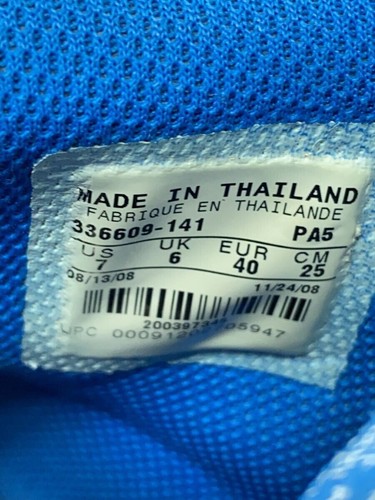 MADE IN THAILAND
FABRIQUE EN THAILANDE
336609-141 PA5
US UK EUR CM
7 6 40 25
08/13/08 11/24/08
UPC